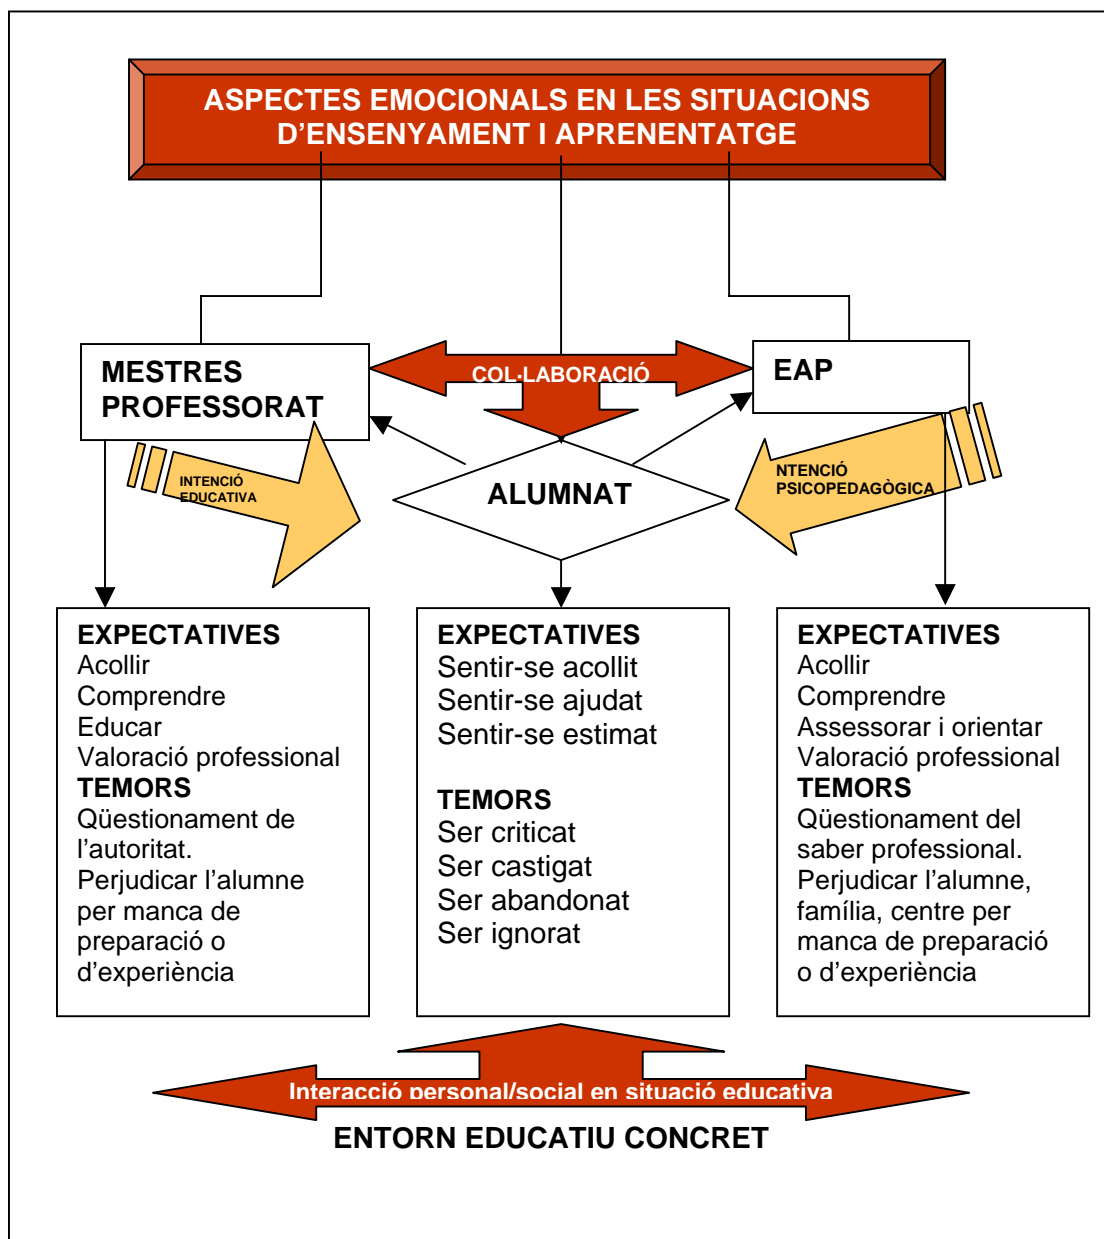 ASPECTES EMOCIONALS EN LES SITUACIONS
D'ENSENYAMENT I APRENENTATGE
MESTRES
PROFESSORAT
COL·LABORACIÓ
EAP
INTENCIÓ
EDUCATIVA
ALUMNAT
NTENCIÓ
PSICOPEDAGÒGICA
EXPECTATIVES
Acollir
Comprendre
Educar
Valoració professional
TEMORS
Qüestionament de
l'autoritat.
Perjudicar l'alumne
per manca de
preparació o
d'experiència
EXPECTATIVES
Sentir-se acollit
Sentir-se ajudat
Sentir-se estimat
TEMORS
Ser criticat
Ser castigat
Ser abandonat
Ser ignorat
EXPECTATIVES
Acollir
Comprendre
Assessorar i orientar
Valoració professional
TEMORS
Qüestionament del
saber professional.
Perjudicar l'alumne,
família, centre per
manca de preparació
o d'experiència
Interacció personal/social en situació educativa
ENTORN EDUCATIU CONCRET